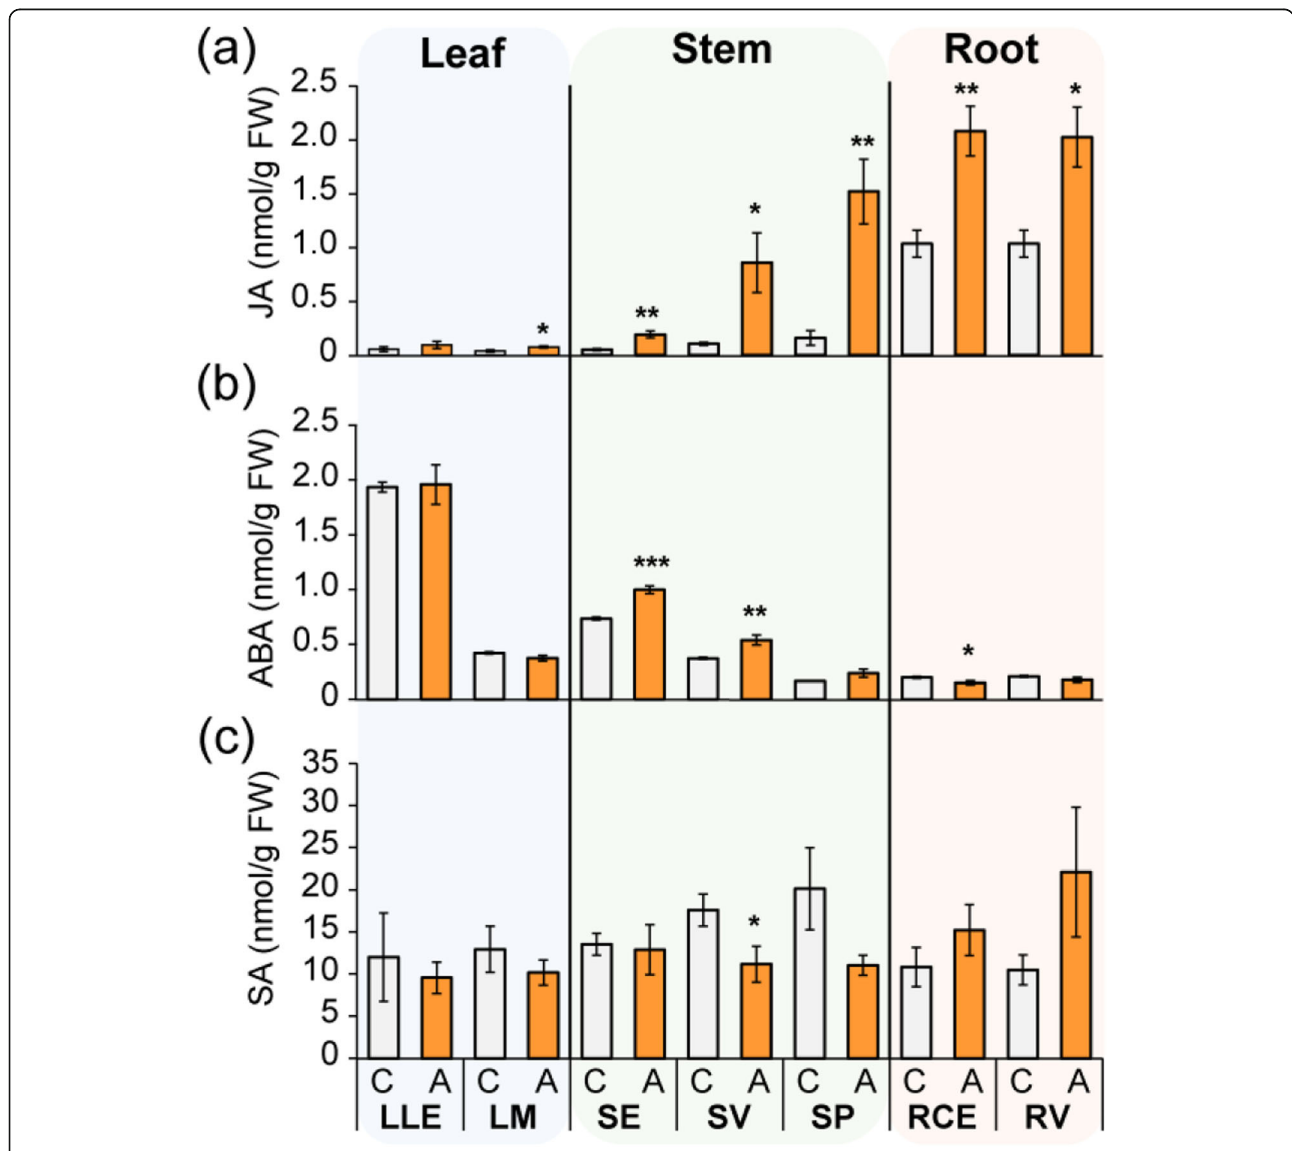 (a) Leaf Stem Root
JA (nmol/g FW)
2.5
2.0
1.5
1.0
0.5
0
* ** * ** ** *
(b)
ABA (nmol/g FW)
2.5
2.0
1.5
1.0
0.5
0
*** ** *
(c)
SA (nmol/g FW)
35
30
25
20
15
10
5
0
*
C A C A C A C A C A C A C A
LLE LM SE SV SP RCE RV